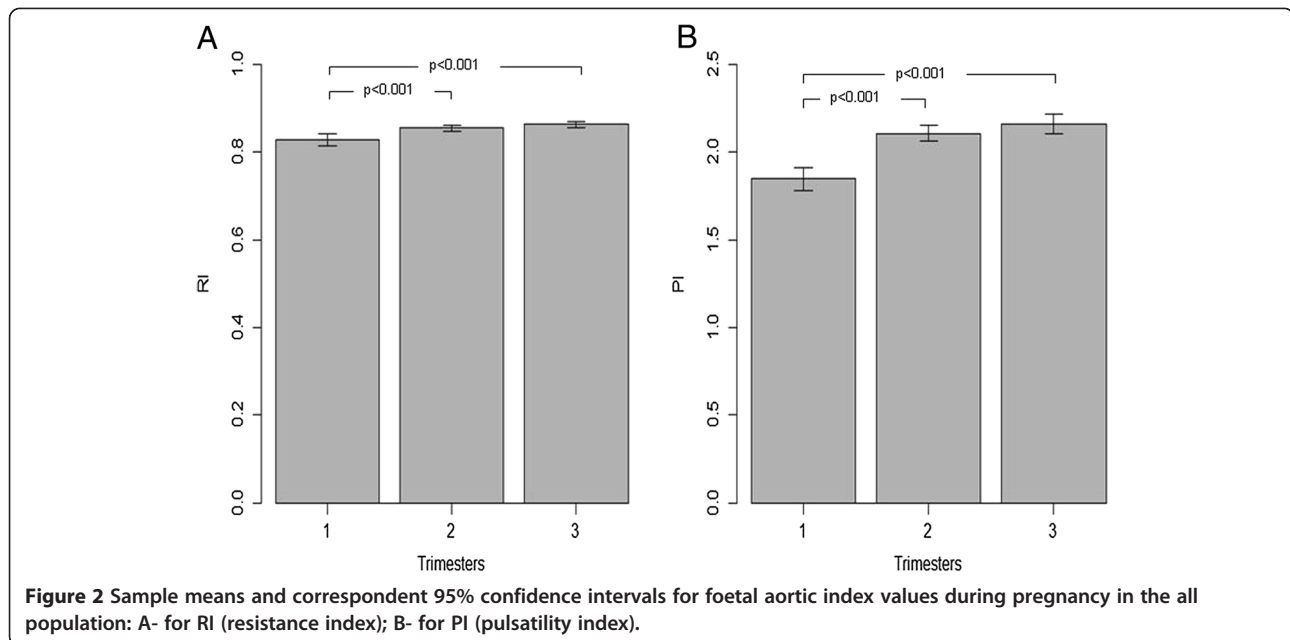 A
B
p<0.001
p<0.001
p<0.001
p<0.001
RI
1.0
0.8
0.6
0.4
0.2
0.0
PI
2.5
2.0
1.5
1.0
0.5
0.0
1 2 3
1 2 3
Trimesters
Trimesters
Figure 2 Sample means and correspondent 95% confidence intervals for foetal aortic index values during pregnancy in the all
population: A- for RI (resistance index); B- for PI (pulsatility index).